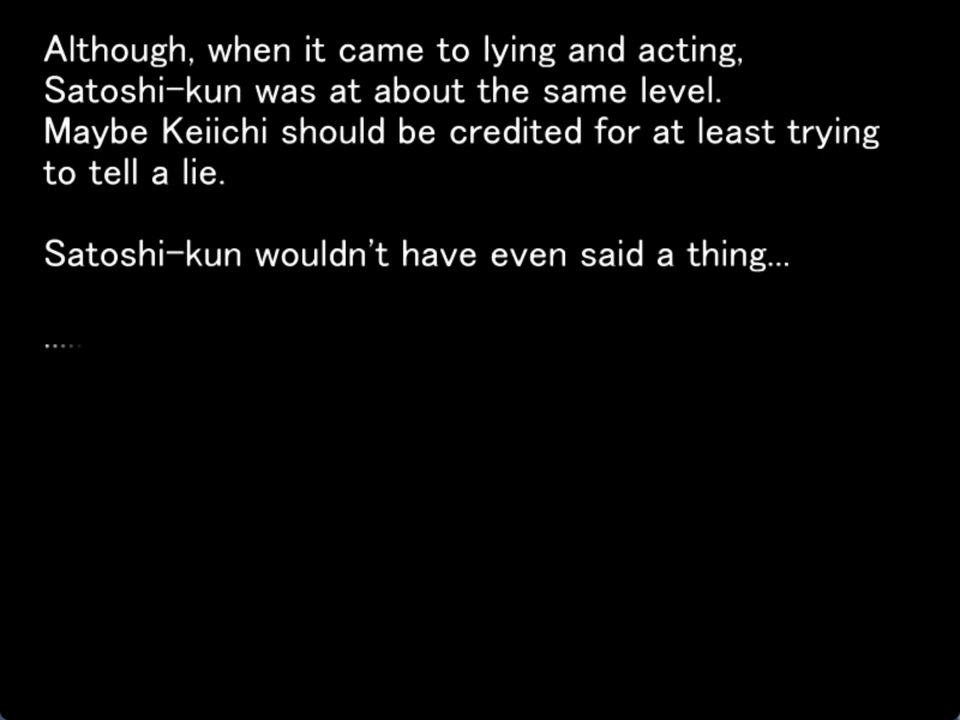 Although, when it came to lying and acting,
Satoshi-kun was at about the same level.
Maybe Keiichi should be credited for at least trying
to tell a lie.
Satoshi-kun wouldn't have even said a thing...
.....